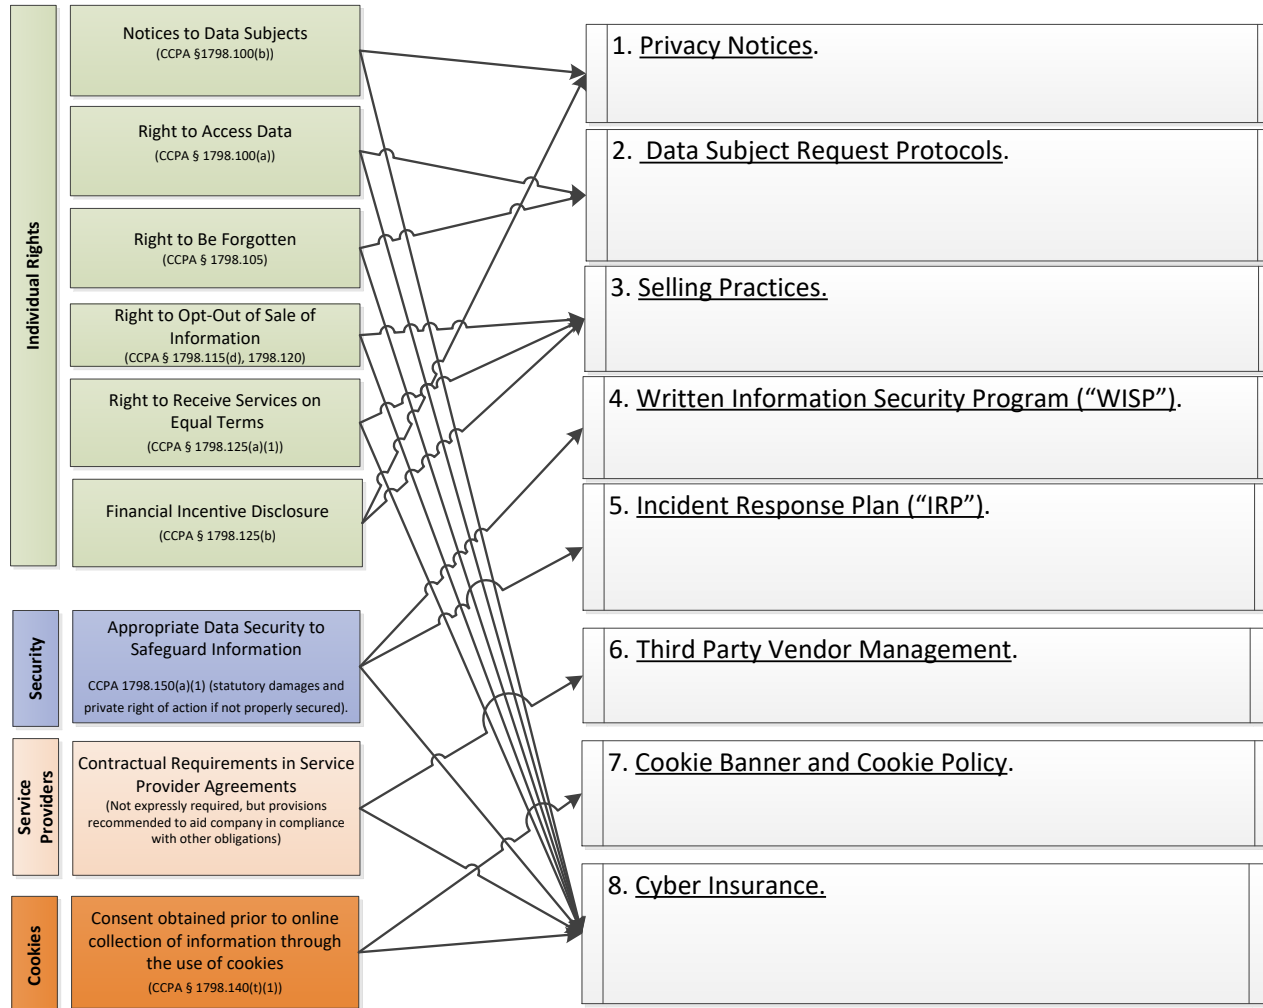 Individual Rights
Notices to Data Subjects
(CCPA §1798.100(b))
Right to Access Data
(CCPA § 1798.100(a))
Right to Be Forgotten
(CCPA § 1798.105)
Right to Opt-Out of Sale of
Information
(CCPA § 1798.115(d), 1798.120)
Right to Receive Services on
Equal Terms
(CCPA § 1798.125(a)(1))
Financial Incentive Disclosure
(CCPA § 1798.125(b)
Security
Appropriate Data Security to
Safeguard Information
CCPA 1798.150(a)(1) (statutory damages and
private right of action if not properly secured).
Service
Providers
Contractual Requirements in Service
Provider Agreements
(Not expressly required, but provisions
recommended to aid company in compliance
with other obligations)
Cookies
Consent obtained prior to online
collection of information through
the use of cookies
(CCPA § 1798.140(t)(1))
1. Privacy Notices.
2. Data Subject Request Protocols.
3. Selling Practices.
4. Written Information Security Program (“WISP”).
5. Incident Response Plan (“IRP”).
6. Third Party Vendor Management.
7. Cookie Banner and Cookie Policy.
8. Cyber Insurance.